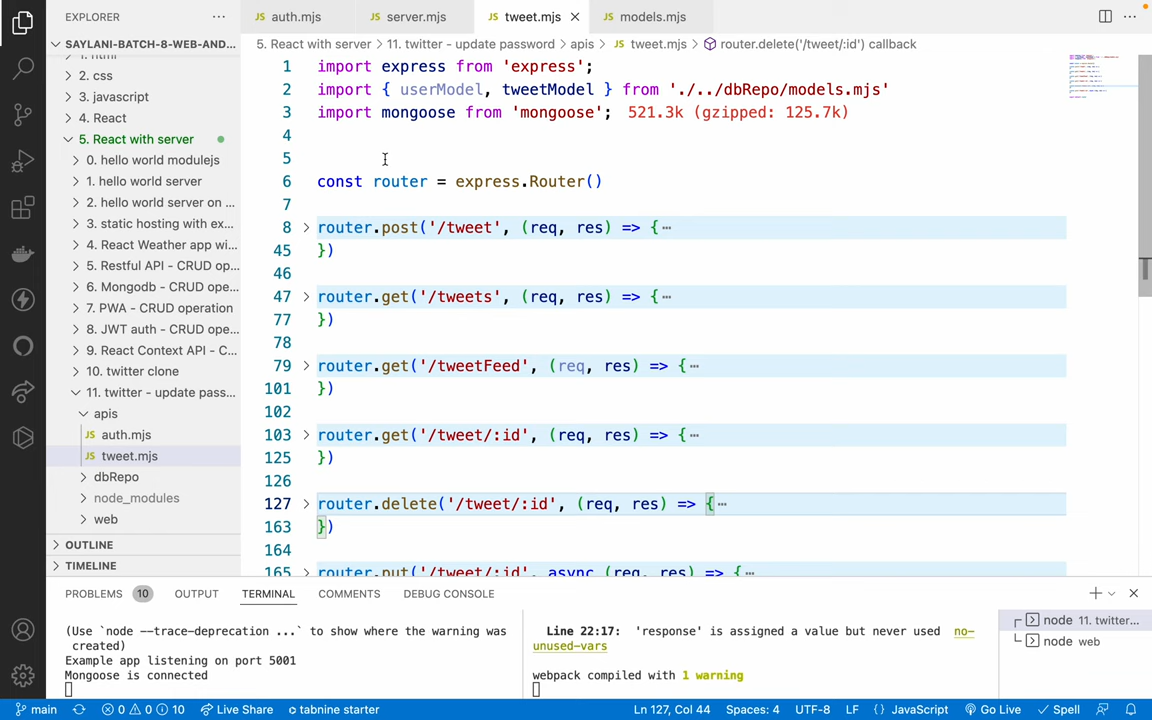 EXPLORER
SAYLANI-BATCH-8-WEB-AND...
1. html
2. css
3. javascript
4. React
5. React with server
0. hello world modulejs
1. hello world server
2. hello world server on ...
3. static hosting with ex...
4. React Weather app wi...
5. Restful API - CRUD op...
6. Mongodb - CRUD ope...
7. PWA - CRUD operation
8. JWT auth - CRUD ope...
9. React Context API - C...
10. twitter clone
11. twitter - update pass...
apis
JS auth.mjs
JS tweet.mjs
dbRepo
node_modules
web
OUTLINE
TIMELINE
JS auth.mjs JS server.mjs JS tweet.mjs JS models.mjs
5. React with server > 11. twitter - update password > apis > JS tweet.mjs > router.delete('/tweet/:id') callback
1 import express from 'express';
2 import { userModel, tweetModel } from './../dbRepo/models.mjs'
3 import mongoose from 'mongoose'; 521.3k (gzipped: 125.7k)
4
5
6 const router = express.Router()
7
8 router.post('/tweet', (req, res) => {⋯
45 })
46
47 router.get('/tweets', (req, res) => {⋯
77 })
78
79 router.get('/tweetFeed', (req, res) => {⋯
101 })
102
103 router.get('/tweet/:id', (req, res) => {⋯
125 })
126
127 router.delete('/tweet/:id', (req, res) => {⋯
163 })
164
165 router.put('/tweet/:id', async (req, res) => {⋯
PROBLEMS 10 OUTPUT TERMINAL COMMENTS DEBUG CONSOLE
(Use `node --trace-deprecation ...` to show where the warning was
created)
Example app listening on port 5001
Mongoose is connected
Line 22:17: 'response' is assigned a value but never used no-
unused-vars
webpack compiled with 1 warning
node 11. twitter...
node web
main 0 0 10 Live Share tabnine starter Ln 127, Col 44 Spaces: 4 UTF-8 LF {} JavaScript Go Live Spell